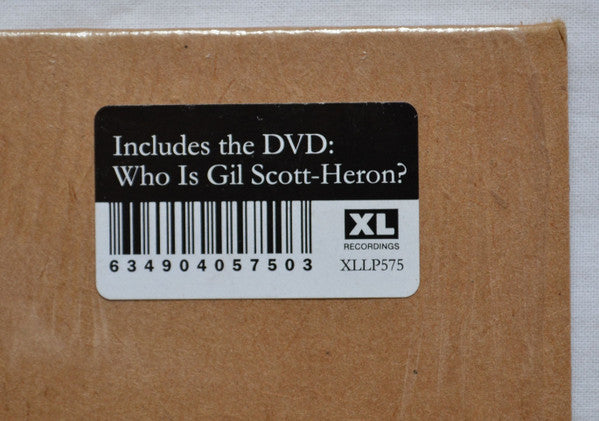 Includes the DVD:
Who Is Gil Scott-Heron?
XL
RECORDINGS
634904057503
XLLP575